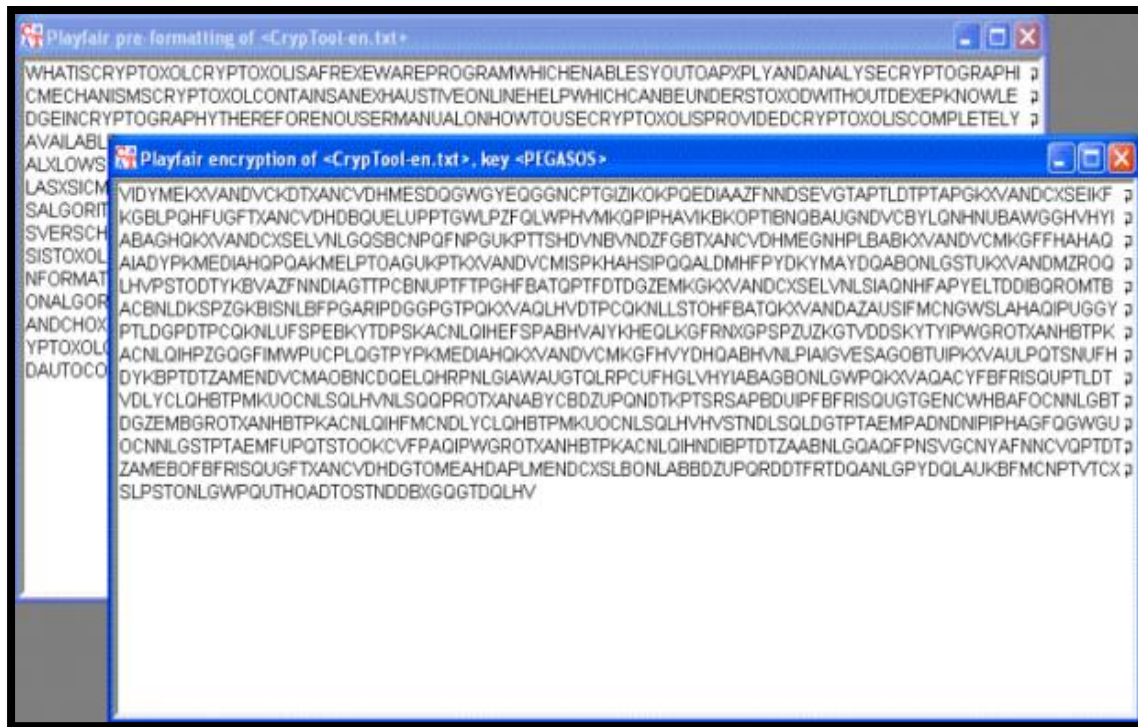 Playfair pre-formatting of <CrypTool-en.txt>
WHATISCRYPTOXOLCRYPTOXOLISAFREXEWAREPROGRAMWHICHENABLESYOUTOAPXPLYANDANALYSECRYPTOGRAPHI
CMECHANISMSCRYPTOXOLCONTAINSANEXHAUSTIVEONLINEHELPWHICHCANBEUNDERSTOXODWITHOUTDEXEPKNOWLE
DGEINCRYPTOGRAPHYTHEREFORENOUSERMANUALONHOWTOUSECRYPTOXOLISPROVIDEDCRYPTOXOLISCOMPLETELY
AVAILABL
ALXLOWS
LASXSICM
SALGORIT
SVERSCH
SISTOXOL
NFORMAT
ONALGOR
ANDCHOX
YPTOXOLC
DAUTOCO
Playfair encryption of <CrypTool-en.txt>, key <PEGASOS>
VIDYMEKXVANDVCKDTXANCVDHMESDQGWGYEQGGNCPTGIZIKOKPQEDIAAZFNNDSEVGTAPTLDTPTAPGKXVANDCXSEIKF
KGBLPQHFUGFTXANCVDHDBQUELUPPTGWLPZFQLWPHVMKQPIPHAVIKBKOPTIBNQBAUGNDVCBYLQNHNUBAWGGHVHYI
ABAGHQKXVANDCXSELVNLGQSBCNPQFNPGUKPTTSHDVNBVNDZFGBTXANCVDHMEGNHPLBABKXVANDVCMKGFFHAHAQ
AIADYPKMEDIAHQPQAKMELPTOAGUKPTKXVANDVCMISPKHAHSIPQQALDMHFPYDKYMAYDQABONLGSTUKXVANDMZROQ
LHVPSTODTYKBVAZFNNDIAGTTPCBNUPTFTPGHFBATQPTFDTDGZEMKGKXVANDCXSELVNLSIAQNHFAPYELTDDIBQROMTB
ACBNLDKSPZGKBISNLBFPGARIPDGGPGTPQKXVAQLHVDTPCQKNLLSTOHFBATQKXVANDAZAUSIFMCNGWSLAHAQIPUGGY
PTLDGPDTPCQKNLUFSPEBKYTDPSKACNLQIHEFSPABHVAIYKHEQLKGFRNXGPSPZUZKGTVDDSKYTYIPWGROTXANHBTPK
ACNLQIHPZGQGFIMWPUCPLQGTPYPKMEDIAHQKXVANDVCMKGFHVYDHQABHVNLPIAIGVESAGOBTUIPKXVAULPQTSNUFH
DYKBPTDTZAMENDVCMAOBNCDQELQHRPNLGIAWAUGTQLRPCUFHGLVHYIABAGBONLGWPQKXVAQACYFBFRISQUPTLDT
VDLYCLQHBTPMKUOCNLSQLHVNLSQQPROTXANABYCBDZUPQNDTKPTSRSAPBDUIPFBFRISQUGTGENCWHBAFOCNNLGBT
DGZEMBGROTXANHBTPKACNLQIHFMCNDLYCLQHBTPMKUOCNLSQLHVHVSTNDLSQLDGTPTAEMPADNDNIPIPHAGFQGWGU
OCNNLGSTPTAEMFUPQTSTOOKCVFPAQIPWGROTXANHBTPKACNLQIHNDIBPTDTZAABNLGQAQFPNSVGCNYAFNNCVQPTDT
ZAMEBOFBFRISQUGFTXANCVDHDGTOMEAHDAPLMENDCXSLBONLABBDZUPQRDDTFRTDQANLGPYDQLAUKBFMCNPTVTCX
SLPSTONLGWPQUTHOADTOSTNDDBXGQGTDQLHV